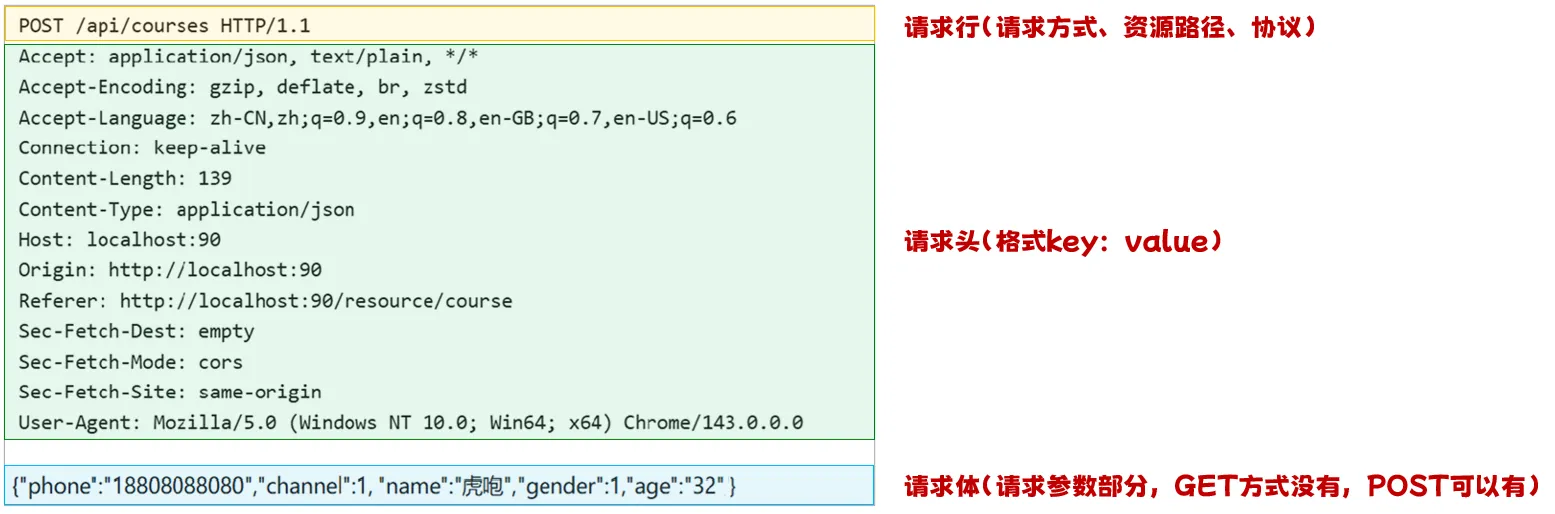 POST /api/courses HTTP/1.1 请求行(请求方式、资源路径、协议)
Accept: application/json, text/plain, */*
Accept-Encoding: gzip, deflate, br, zstd
Accept-Language: zh-CN,zh;q=0.9,en;q=0.8,en-GB;q=0.7,en-US;q=0.6
Connection: keep-alive
Content-Length: 139
Content-Type: application/json
Host: localhost:90 请求头(格式key: value)
Origin: http://localhost:90
Referer: http://localhost:90/resource/course
Sec-Fetch-Dest: empty
Sec-Fetch-Mode: cors
Sec-Fetch-Site: same-origin
User-Agent: Mozilla/5.0 (Windows NT 10.0; Win64; x64) Chrome/143.0.0.0
{"phone":"18808088080","channel":1, "name":"虎咆","gender":1,"age":"32" } 请求体(请求参数部分，GET方式没有，POST可以有)